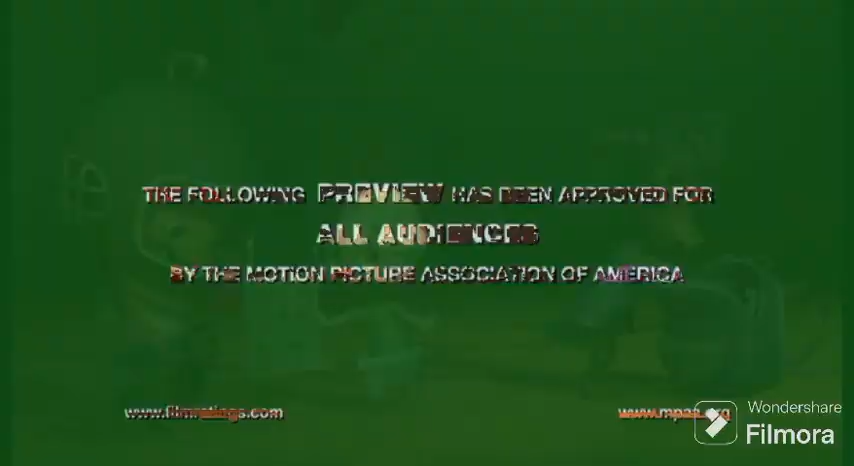 THE FOLLOWING PREVIEW HAS BEEN APPROVED FOR
ALL AUDIENCES
BY THE MOTION PICTURE ASSOCIATION OF AMERICA
www.filmratings.com
www.mpaa.org
Wondershare
Filmora